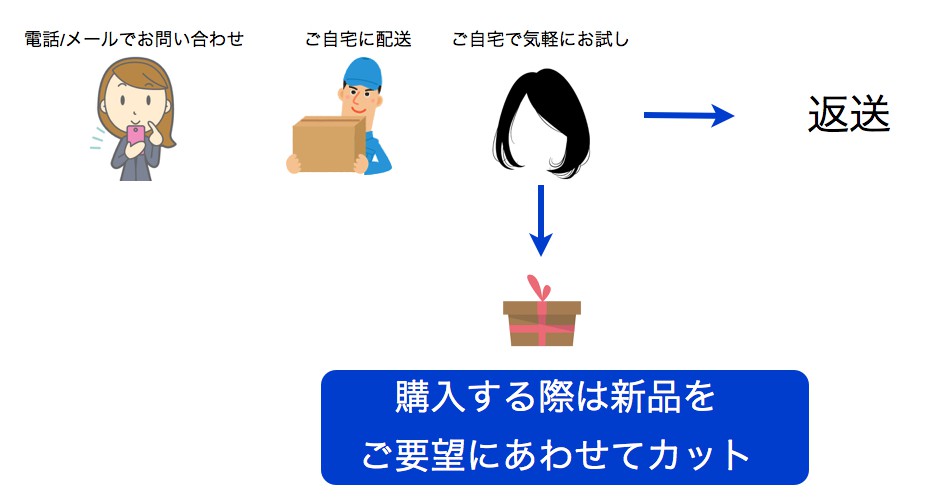 電話/メールでお問い合わせ
ご自宅に配送
ご自宅で気軽にお試し
返送
購入する際は新品を
ご要望にあわせてカット